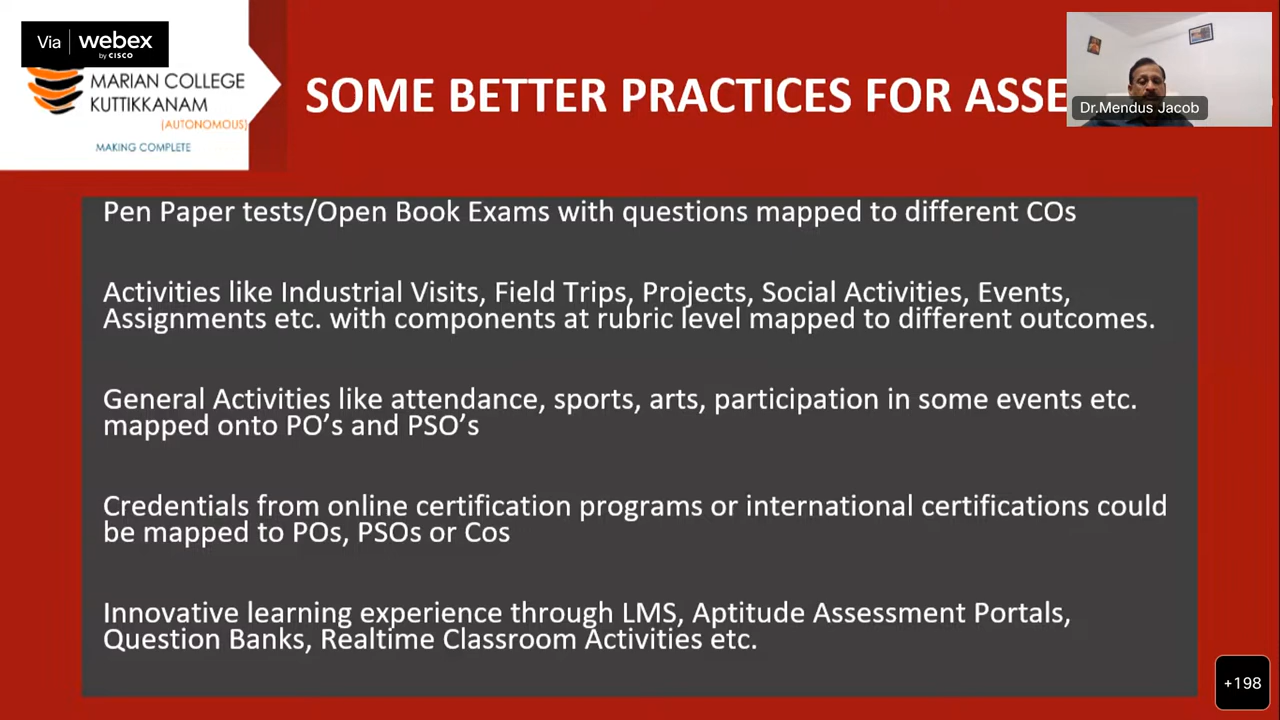 Via webex
by CISCO
MARIAN COLLEGE
KUTTIKKANAM
(AUTONOMOUS)
MAKING COMPLETE
SOME BETTER PRACTICES FOR ASSE
Dr.Mendus Jacob
Pen Paper tests/Open Book Exams with questions mapped to different COs
Activities like Industrial Visits, Field Trips, Projects, Social Activities, Events,
Assignments etc. with components at rubric level mapped to different outcomes.
General Activities like attendance, sports, arts, participation in some events etc.
mapped onto PO’s and PSO’s
Credentials from online certification programs or international certifications could
be mapped to POs, PSOs or Cos
Innovative learning experience through LMS, Aptitude Assessment Portals,
Question Banks, Realtime Classroom Activities etc.
+198